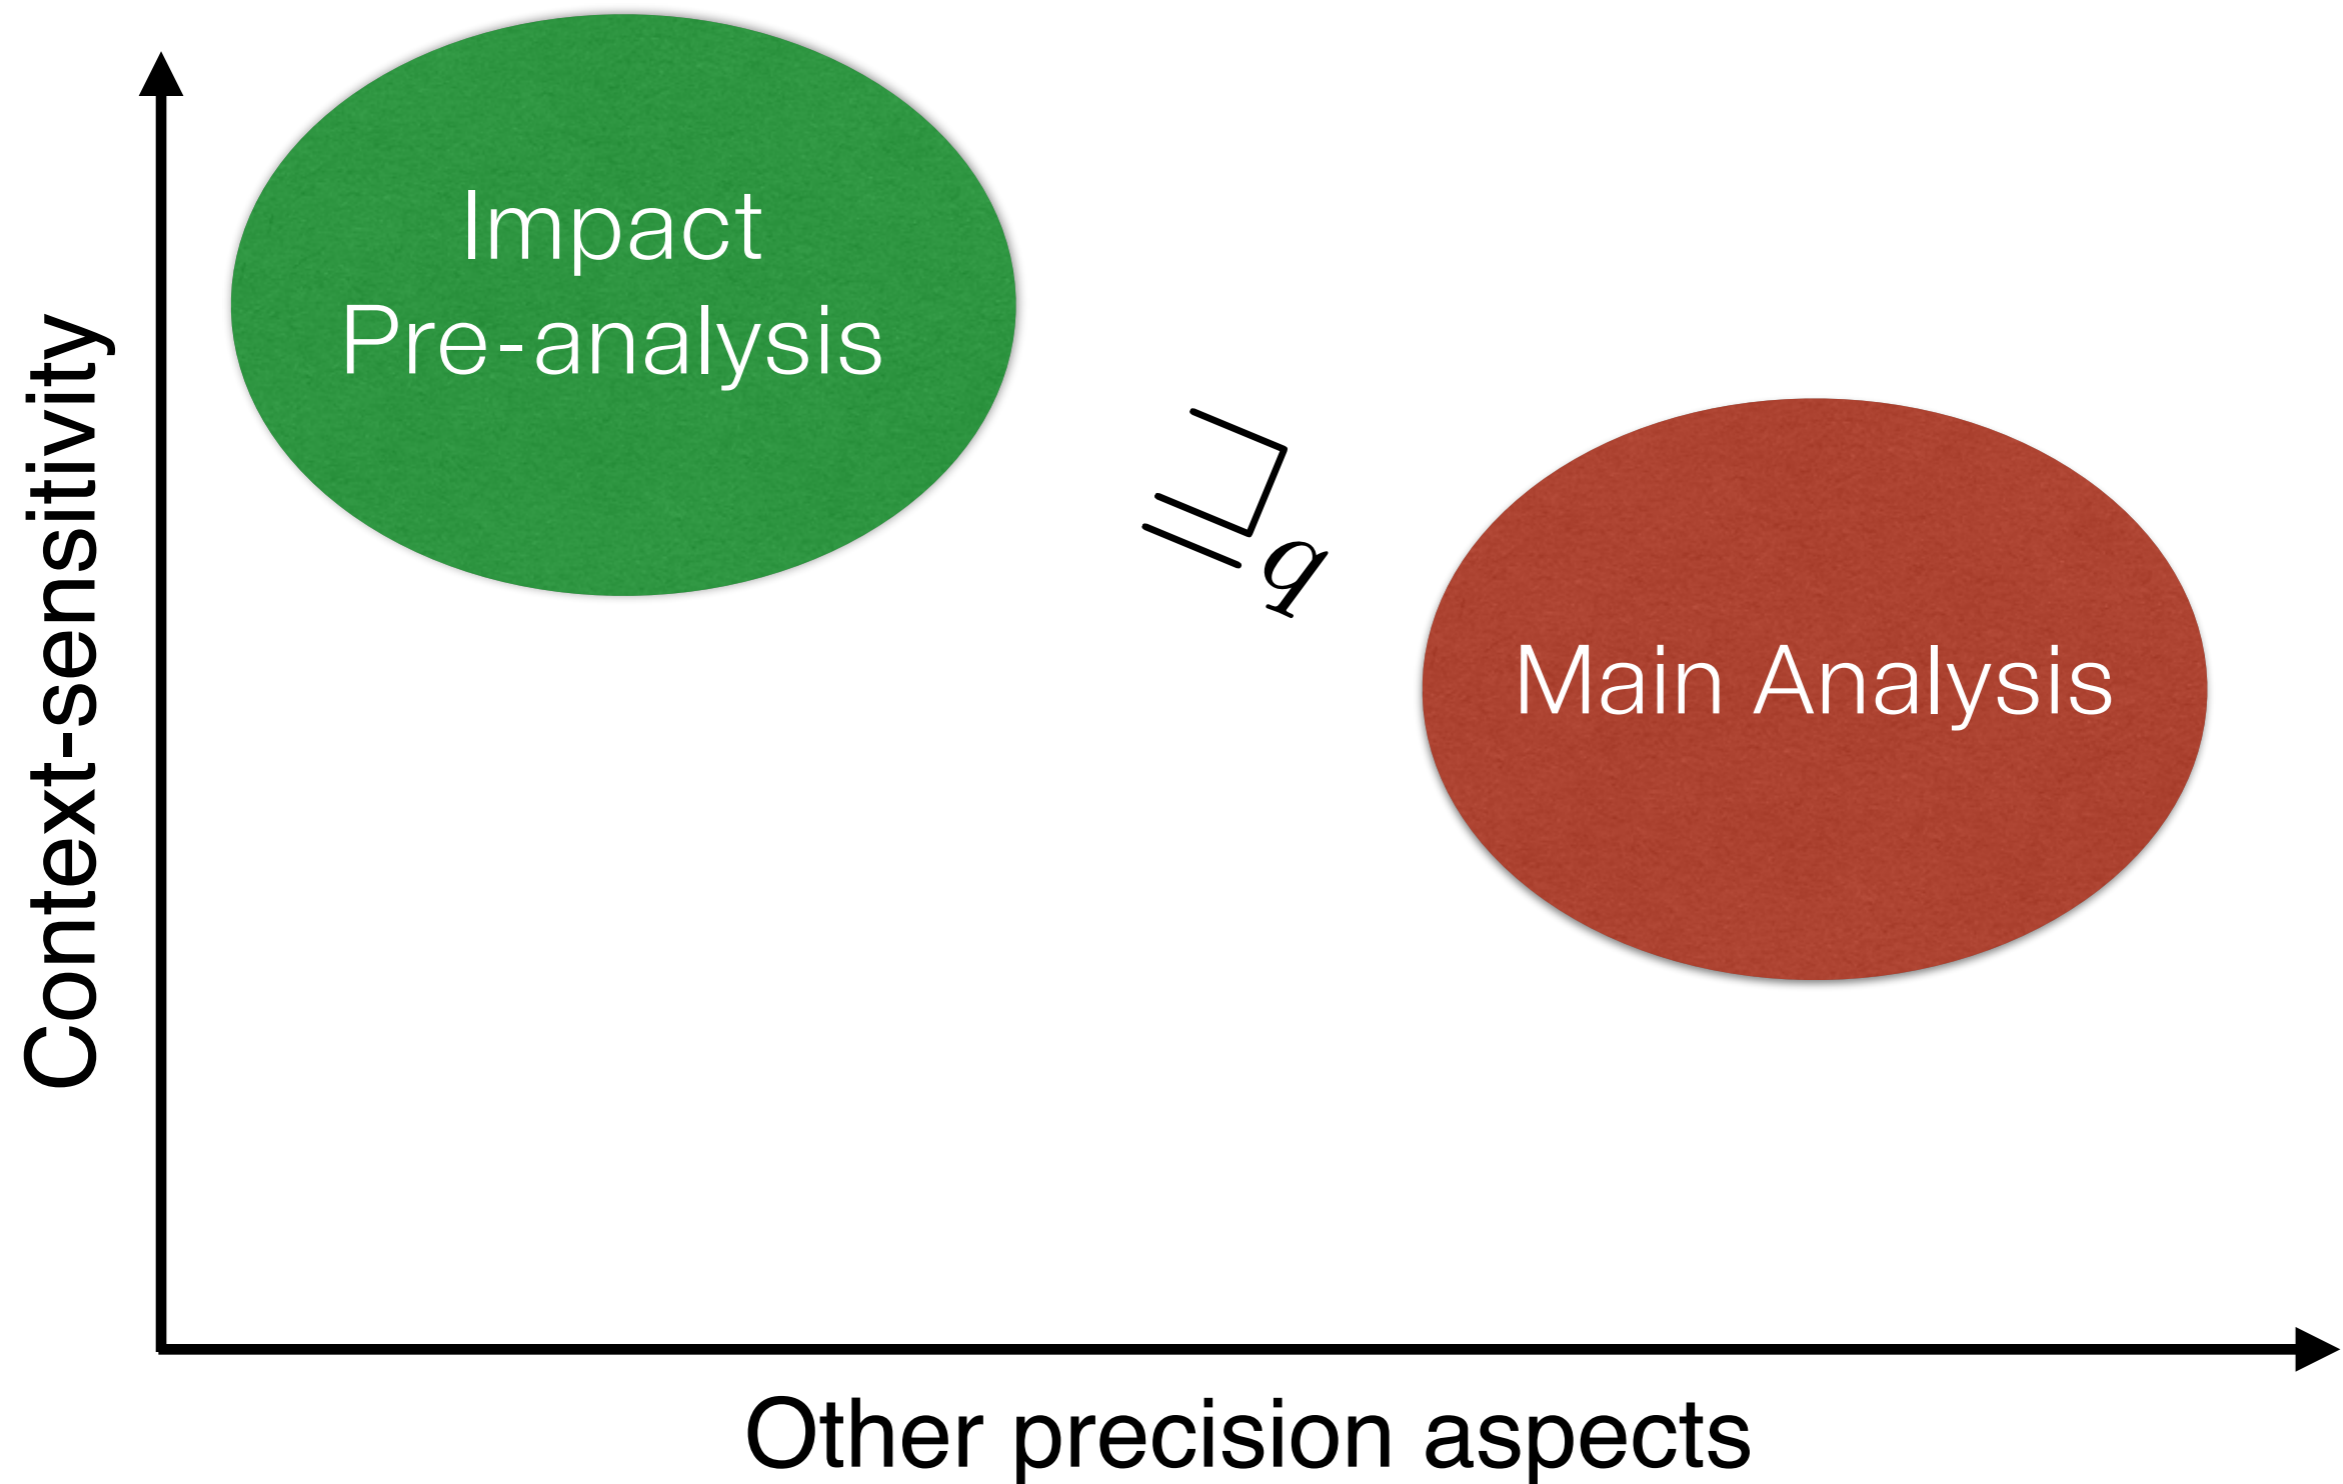 Context-sensitivity
Impact
Pre-analysis
⊒q
Main Analysis
Other precision aspects